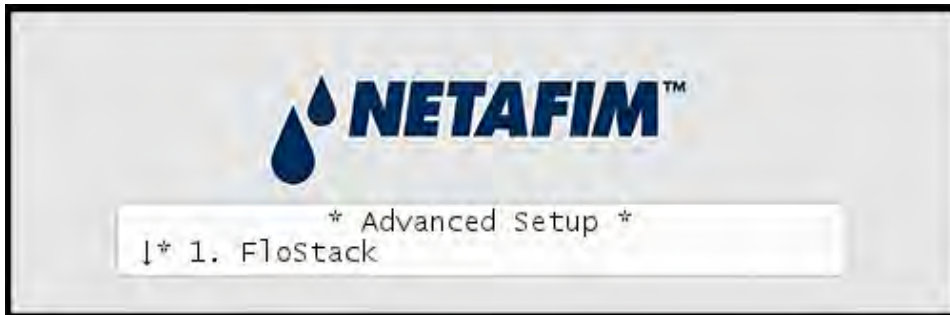 NETAFIM™
* Advanced Setup *
↓* 1. FloStack